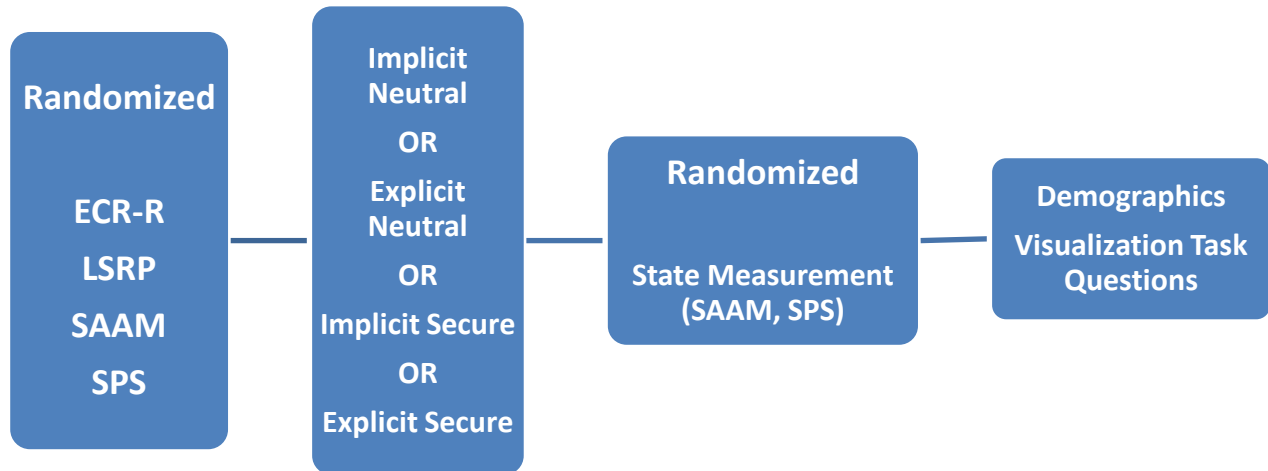 Randomized
ECR-R
LSRP
SAAM
SPS
Implicit
Neutral
OR
Explicit
Neutral
OR
Implicit Secure
OR
Explicit Secure
Randomized
State Measurement
(SAAM, SPS)
Demographics
Visualization Task
Questions